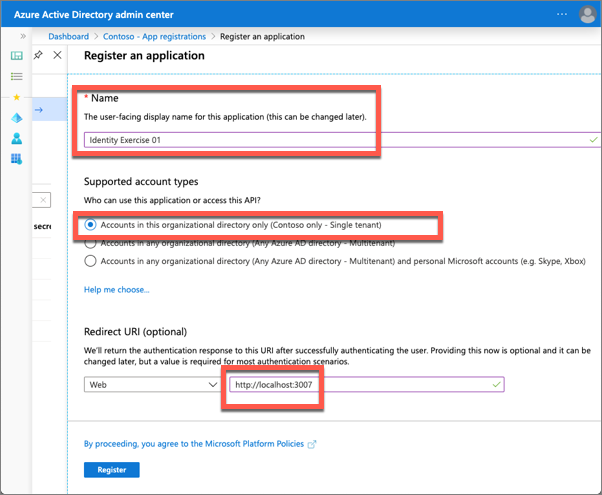 Azure Active Directory admin center
Dashboard > Contoso - App registrations > Register an application
Register an application
* Name
The user-facing display name for this application (this can be changed later).
Identity Exercise 01
Supported account types
Who can use this application or access this API?
secre
Accounts in this organizational directory only (Contoso only - Single tenant)
Accounts in any organizational directory (Any Azure AD directory - Multitenant)
Accounts in any organizational directory (Any Azure AD directory - Multitenant) and personal Microsoft accounts (e.g. Skype, Xbox)
Help me choose...
Redirect URI (optional)
We'll return the authentication response to this URI after successfully authenticating the user. Providing this now is optional and it can be
changed later, but a value is required for most authentication scenarios.
Web
http://localhost:3007
By proceeding, you agree to the Microsoft Platform Policies
Register